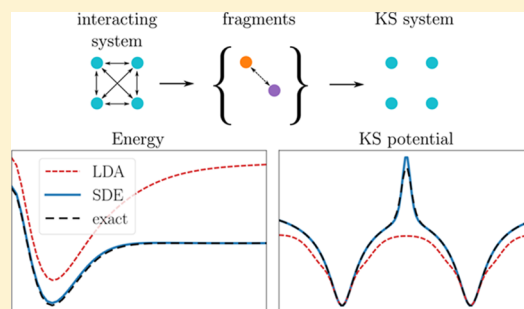 interacting
system
fragments
KS system
Energy
KS potential
LDA
SDE
exact